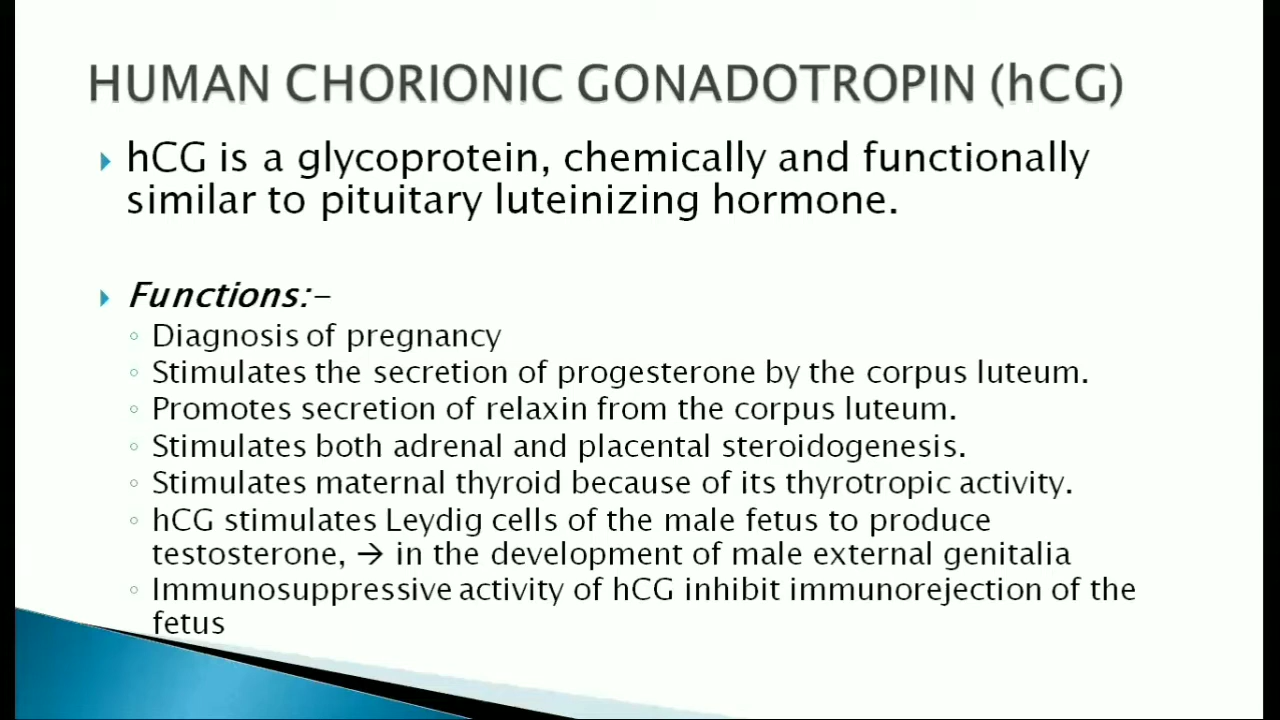 HUMAN CHORIONIC GONADOTROPIN (hCG)
hCG is a glycoprotein, chemically and functionally
similar to pituitary luteinizing hormone.
Functions:-
Diagnosis of pregnancy
Stimulates the secretion of progesterone by the corpus luteum.
Promotes secretion of relaxin from the corpus luteum.
Stimulates both adrenal and placental steroidogenesis.
Stimulates maternal thyroid because of its thyrotropic activity.
hCG stimulates Leydig cells of the male fetus to produce
testosterone, → in the development of male external genitalia
Immunosuppressive activity of hCG inhibit immunorejection of the
fetus